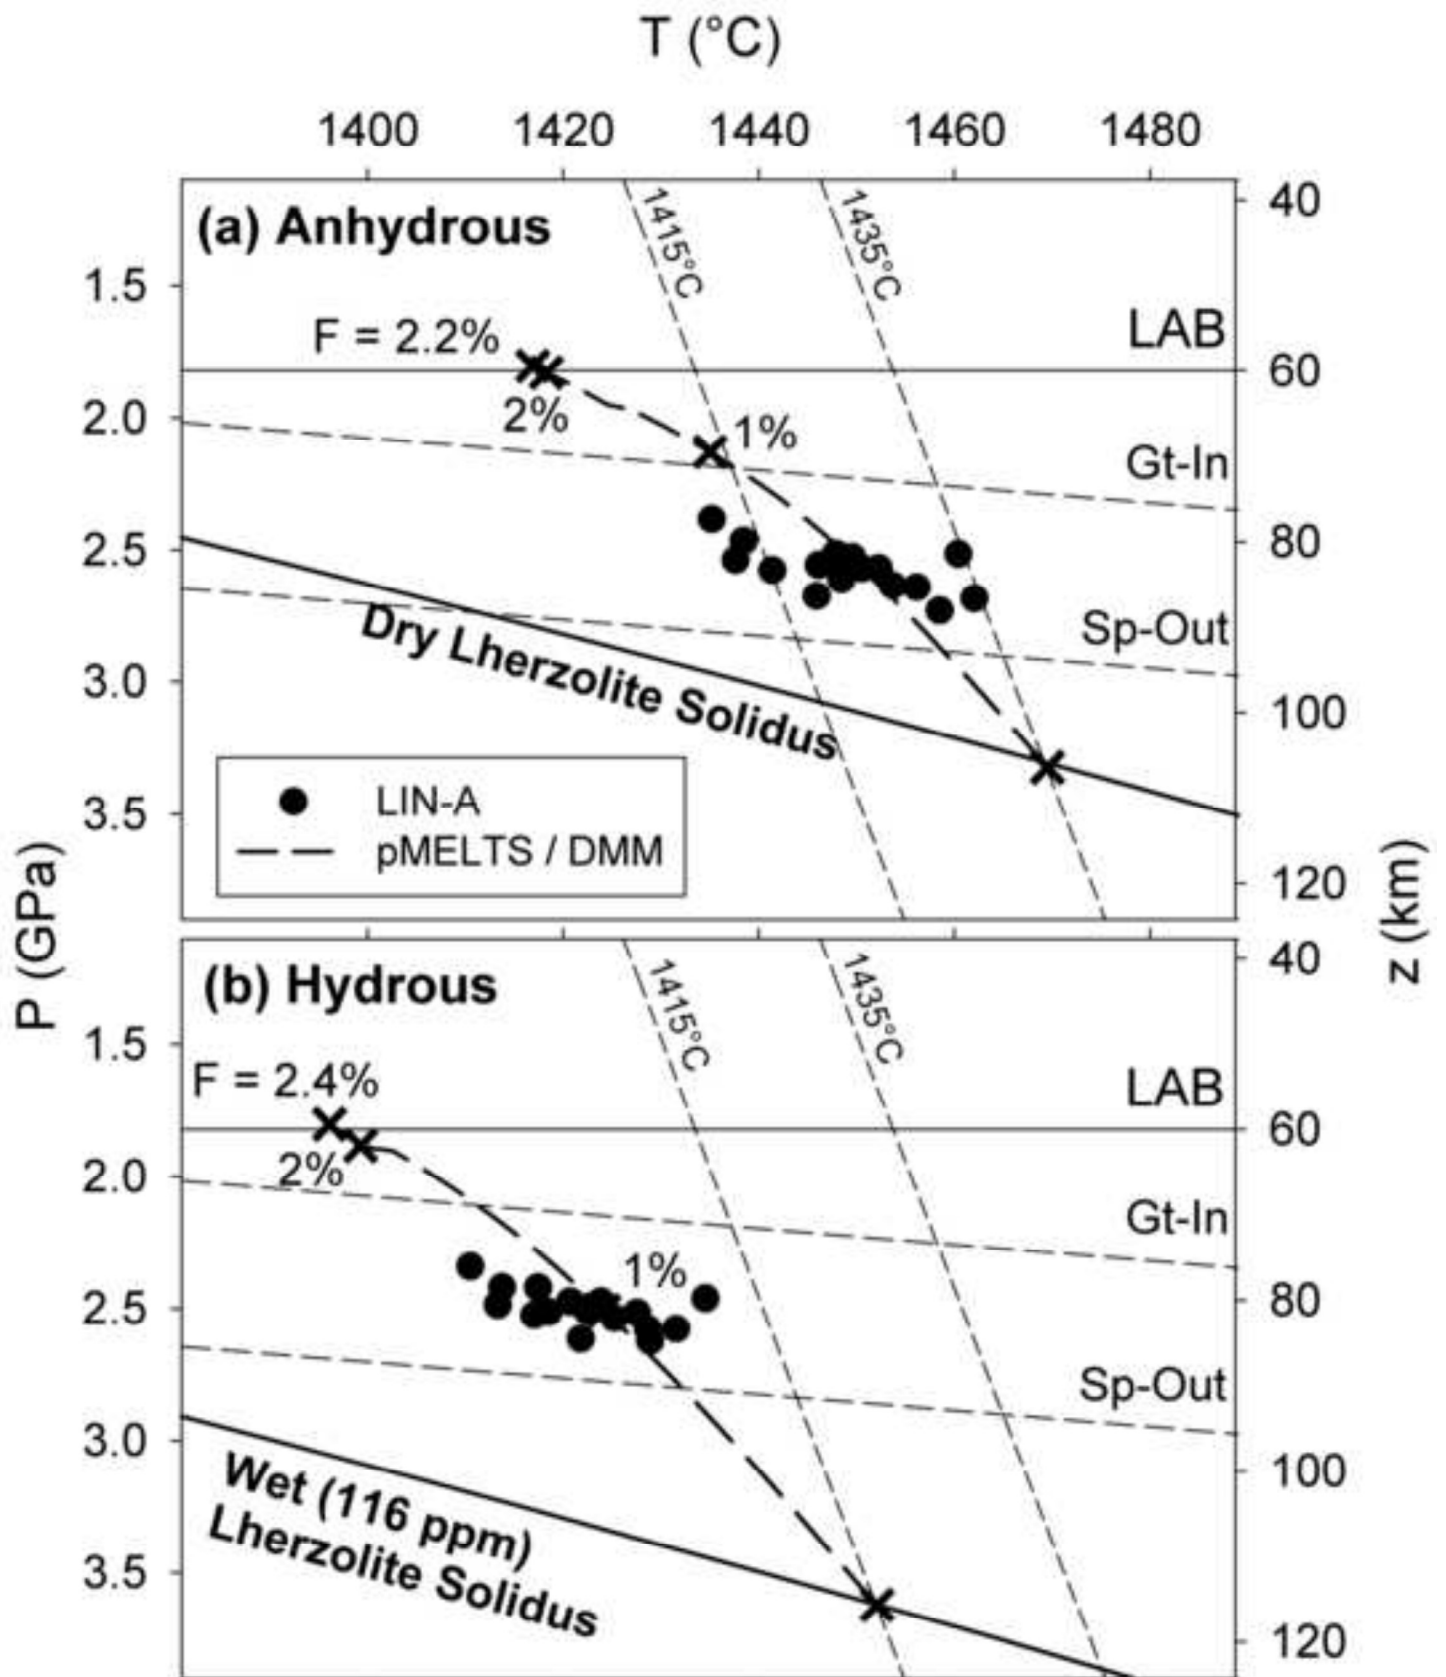 T (°C)
1400 1420 1440 1460 1480
(a) Anhydrous
1415°C
1435°C
40
1.5
F = 2.2%
LAB
60
2%
2.0
1%
Gt-In
2.5
80
Sp-Out
Dry Lherzolite Solidus
3.0
100
LIN-A
3.5
pMELTS / DMM
120
P (GPa)
z (km)
(b) Hydrous
1415°C
1435°C
40
1.5
F = 2.4%
LAB
60
2%
2.0
Gt-In
1%
2.5
80
Sp-Out
3.0
100
Wet (116 ppm)
Lherzolite Solidus
3.5
120